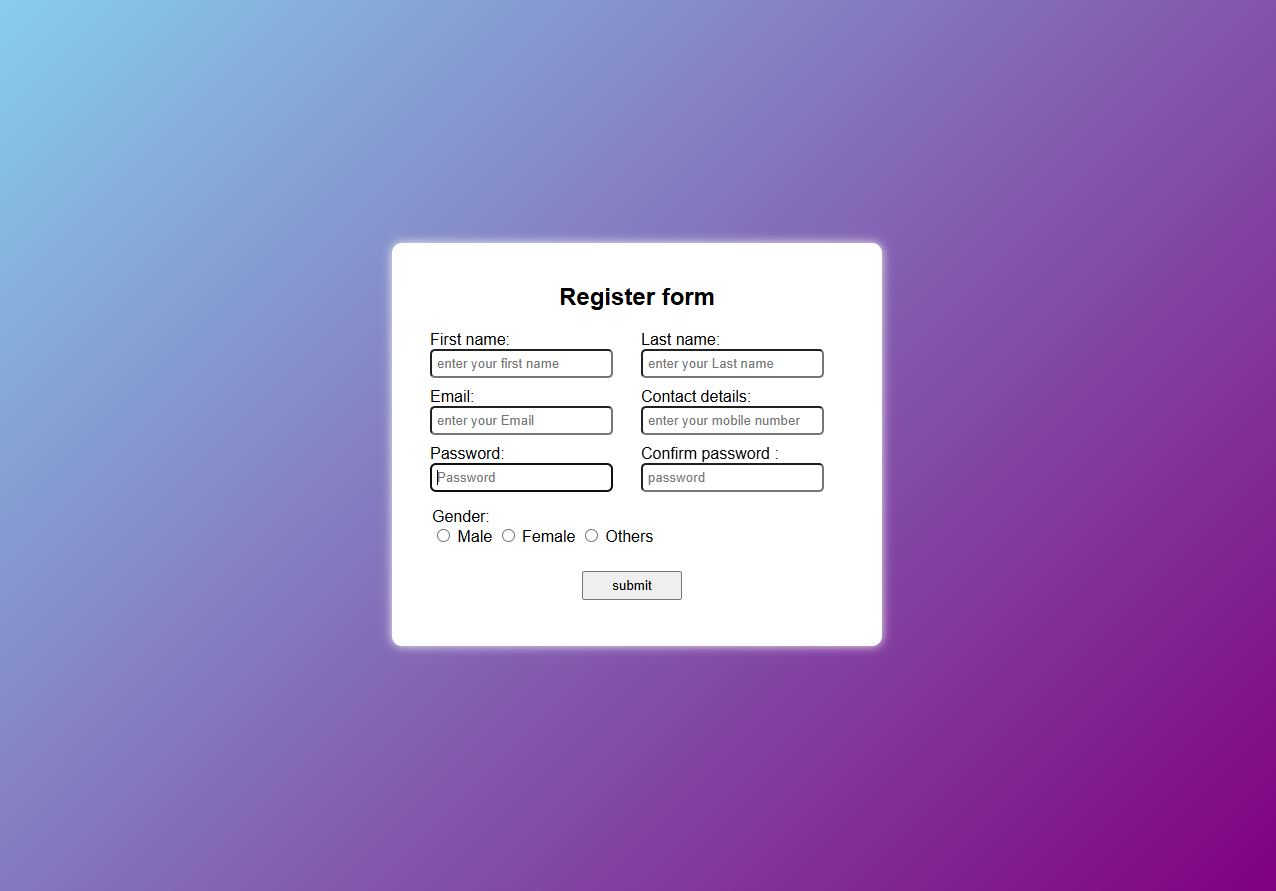 Register form
First name: Last name:
enter your first name enter your Last name
Email: Contact details:
enter your Email enter your mobile number
Password: Confirm password :
Password password
Gender:
Male Female Others
submit